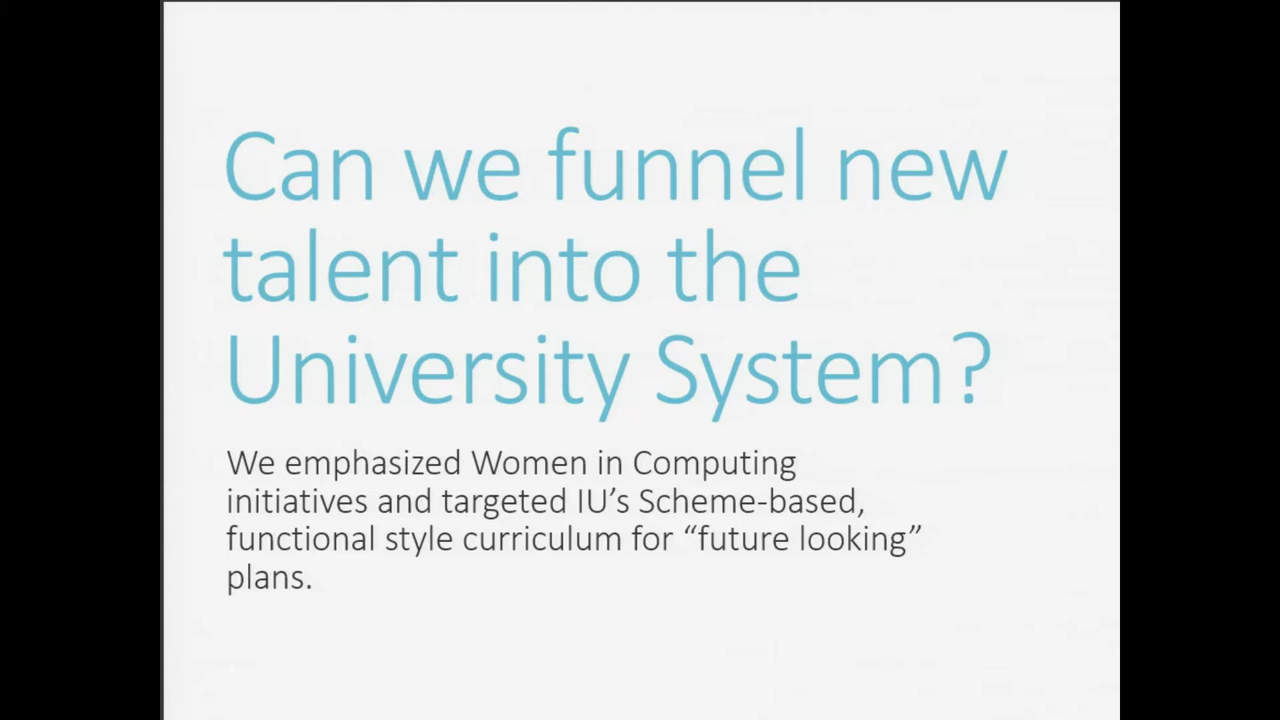 Can we funnel new
talent into the
University System?
We emphasized Women in Computing
initiatives and targeted IU’s Scheme-based,
functional style curriculum for “future looking”
plans.